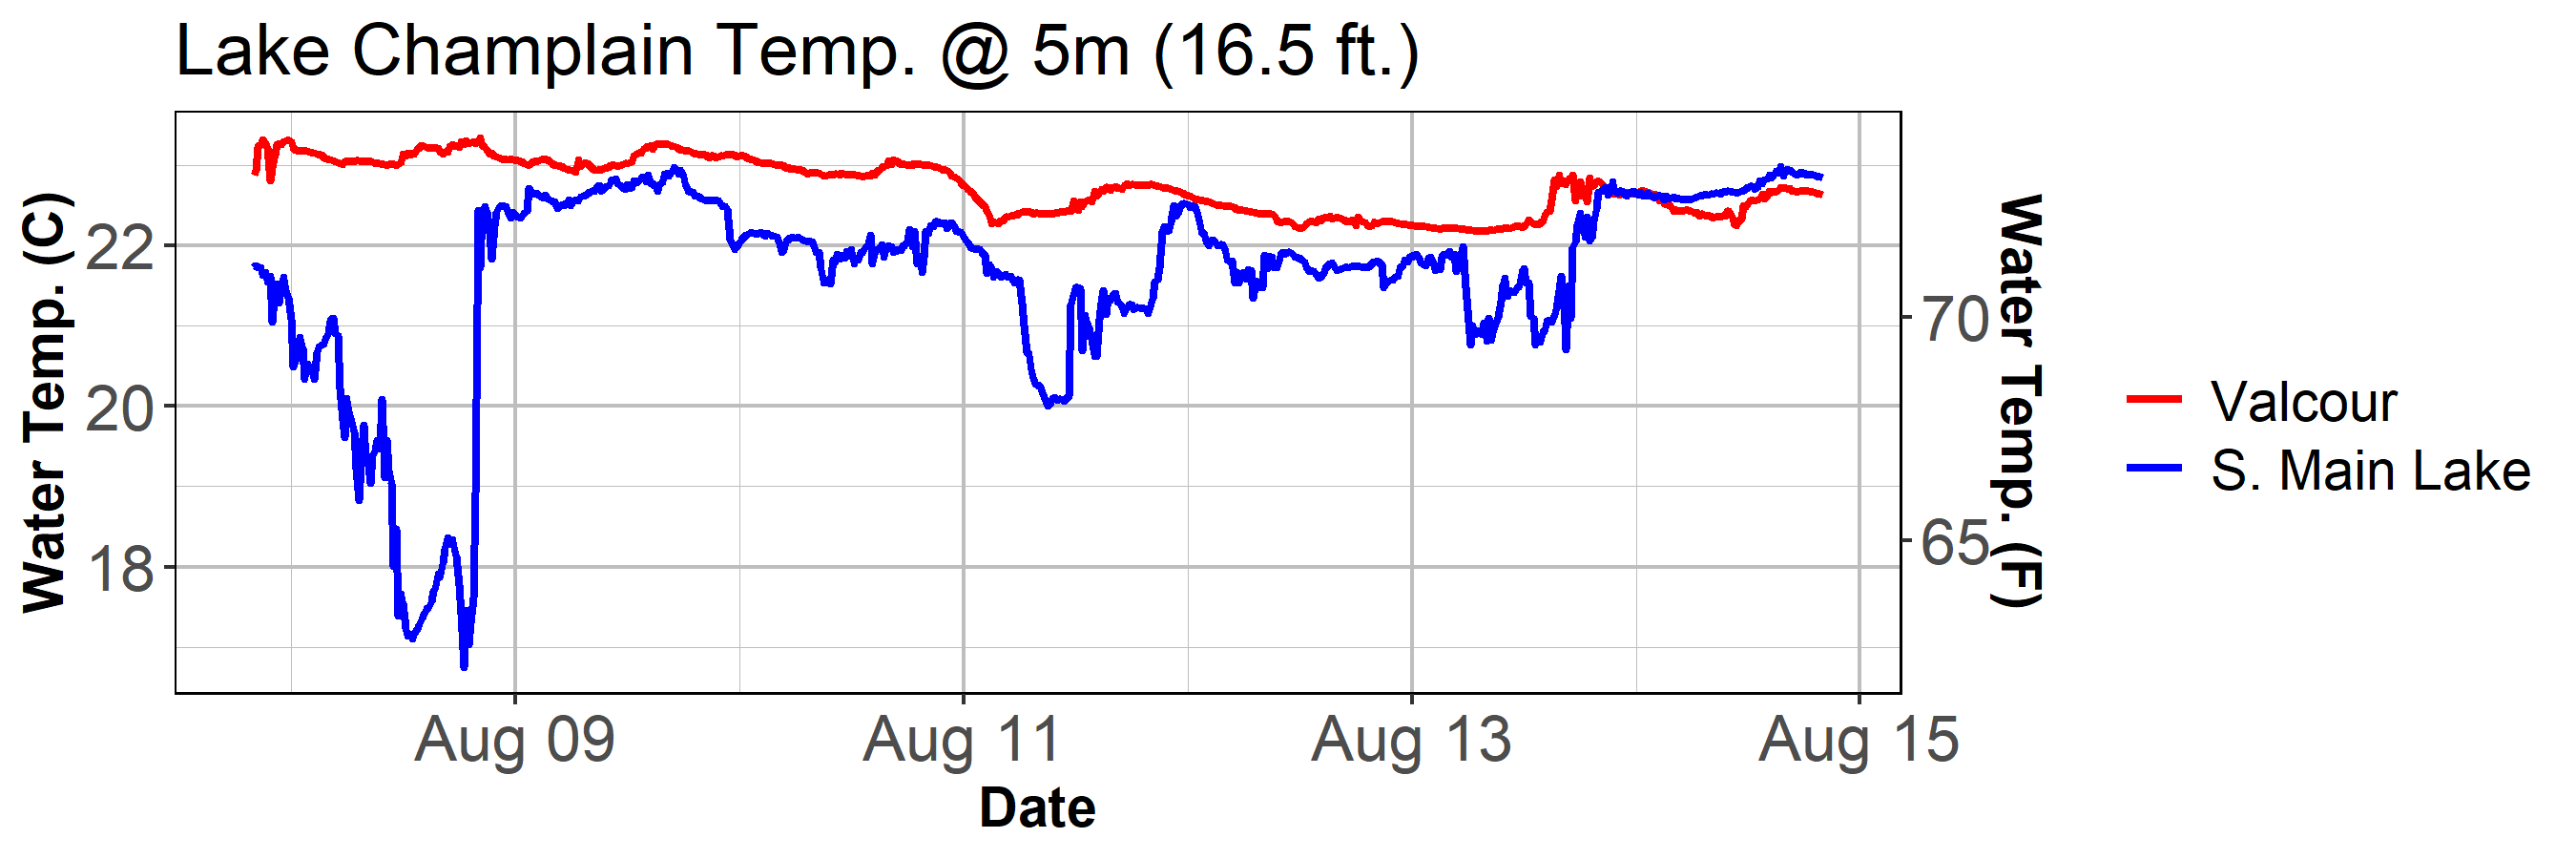 Lake Champlain Temp. @ 5m (16.5 ft.)
Water Temp. (C)
22
20
18
70
65
Water Temp. (F)
Aug 09
Aug 11
Aug 13
Aug 15
Date
Valcour
S. Main Lake